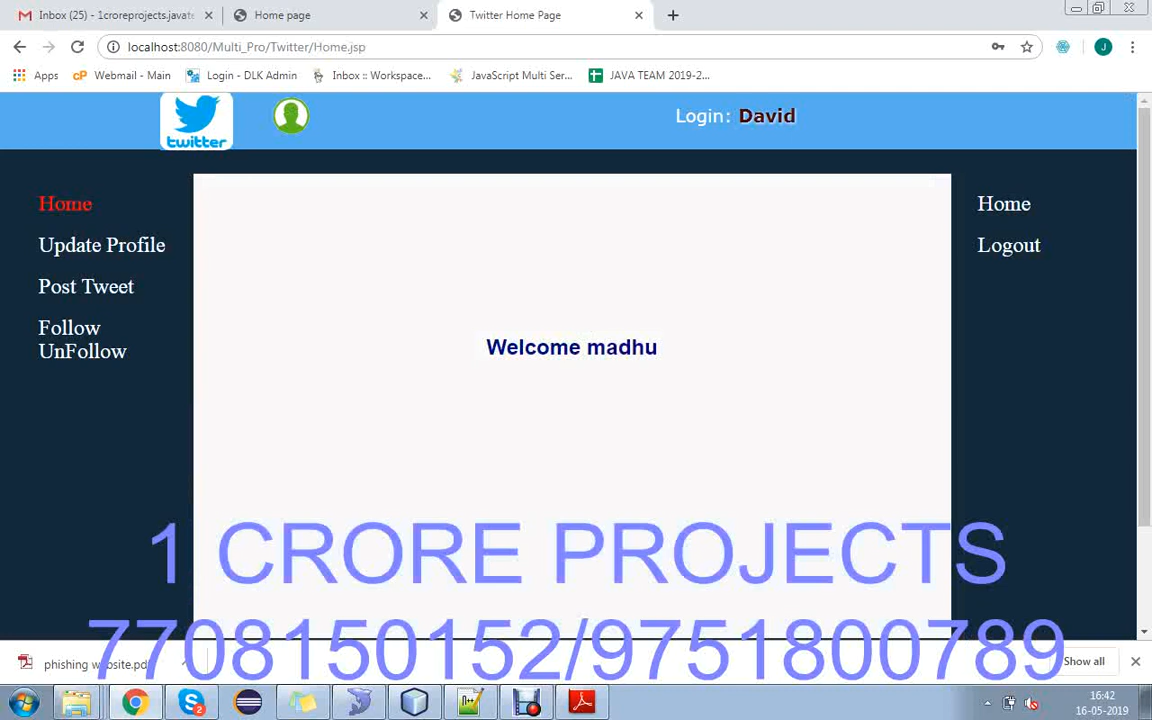 Inbox (25) - 1croreprojects.javate
Home page
Twitter Home Page
localhost:8080/Multi_Pro/Twitter/Home.jsp
J
Apps
cP Webmail - Main
Login - DLK Admin
Inbox :: Workspace...
JavaScript Multi Ser...
JAVA TEAM 2019-2...
twitter
Login: David
Home
Update Profile
Post Tweet
Follow
UnFollow
Welcome madhu
Home
Logout
1 CRORE PROJECTS
7708150152/9751800789
phishing website.pdf
Show all
2
16:42
16-05-2019